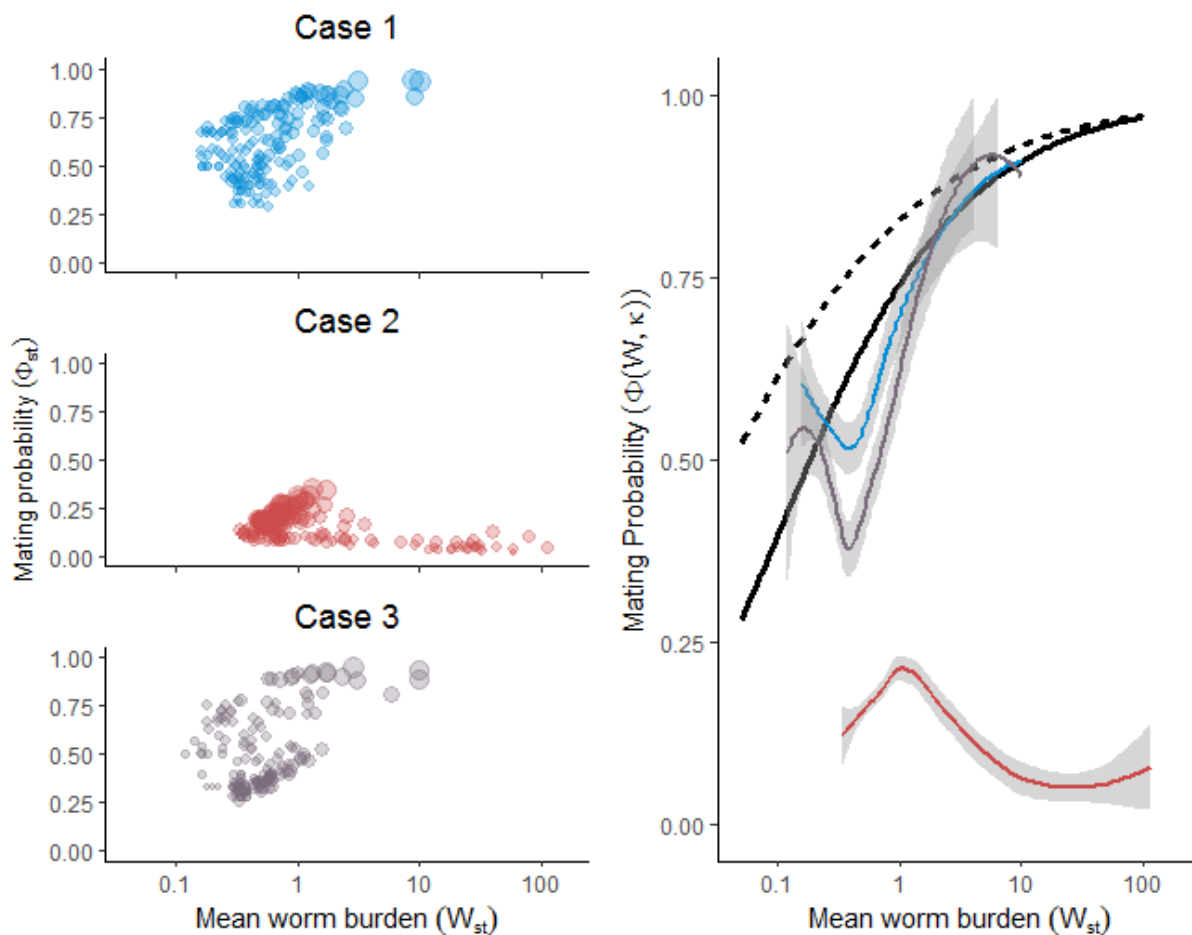 Case 1
1.00
0.75
0.50
0.25
0.00
Case 2
1.00
0.75
0.50
0.25
0.00
Case 3
1.00
0.75
0.50
0.25
0.00
0.1 1 10 100
Mean worm burden (Wst)
Mating probability (Φst)
1.00
0.75
0.50
0.25
0.00
0.1 1 10 100
Mean worm burden (Wst)
Mating Probability (Φ(W, κ))